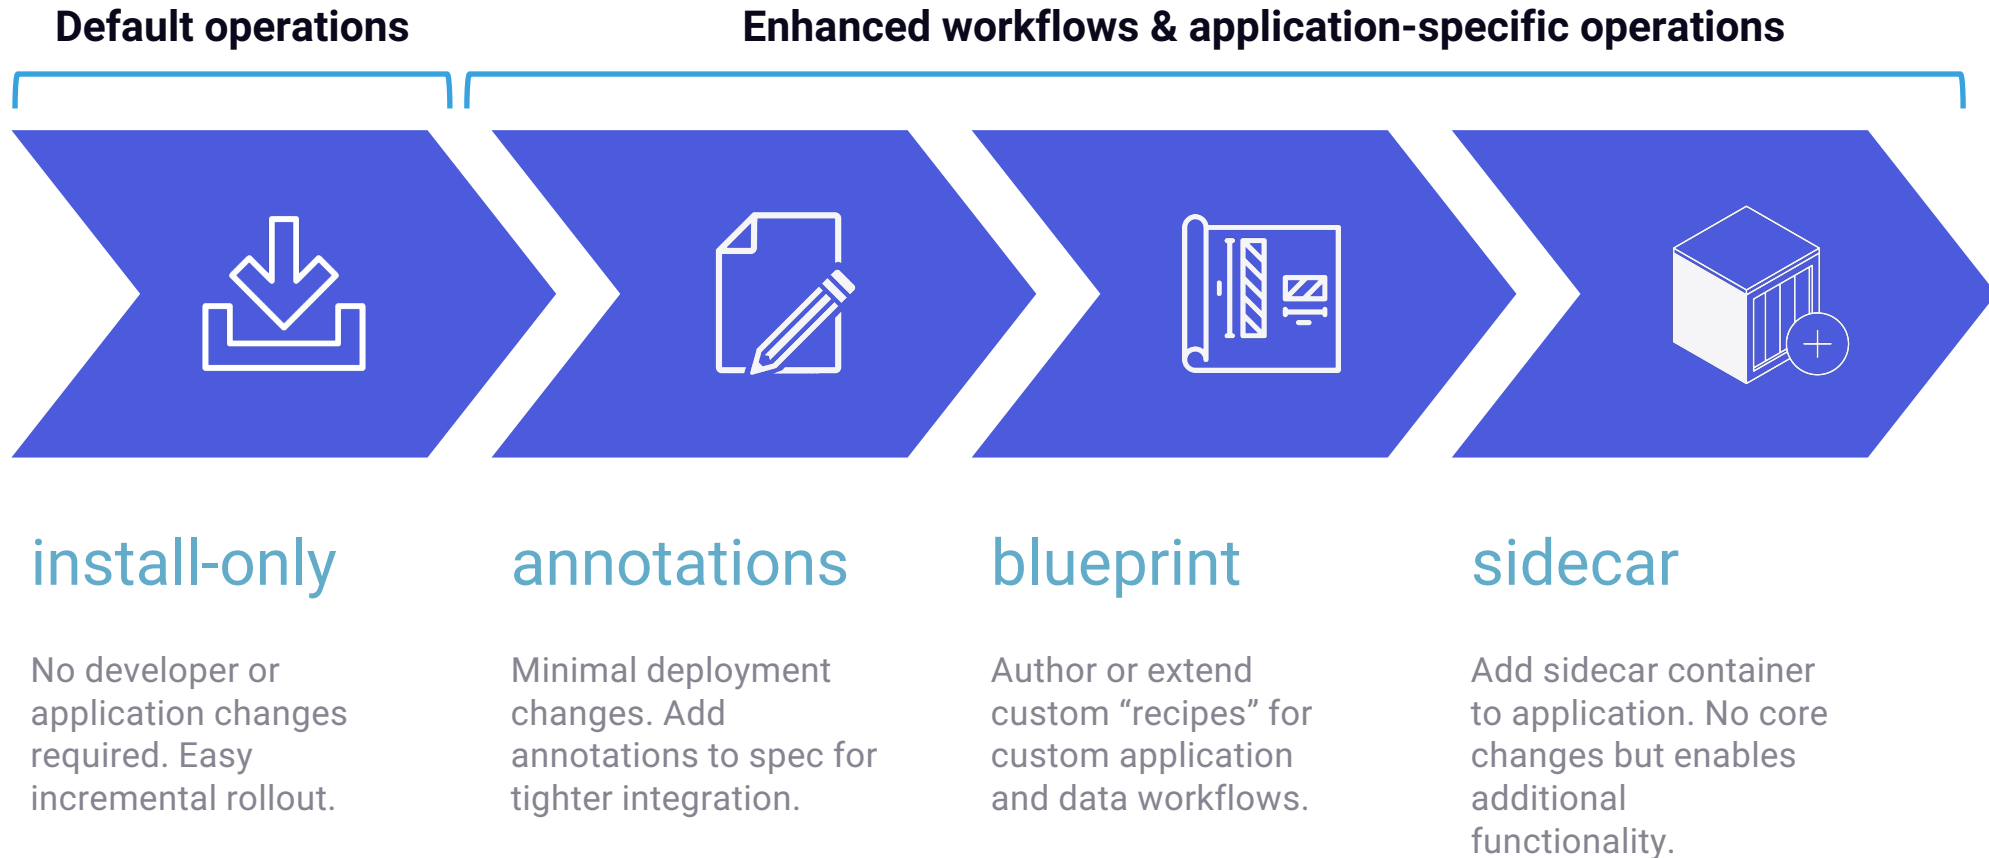 Default operations
Enhanced workflows & application-specific operations
install-only
No developer or
application changes
required. Easy
incremental rollout.
annotations
Minimal deployment
changes. Add
annotations to spec for
tighter integration.
blueprint
Author or extend
custom “recipes” for
custom application
and data workflows.
sidecar
Add sidecar container
to application. No core
changes but enables
additional
functionality.